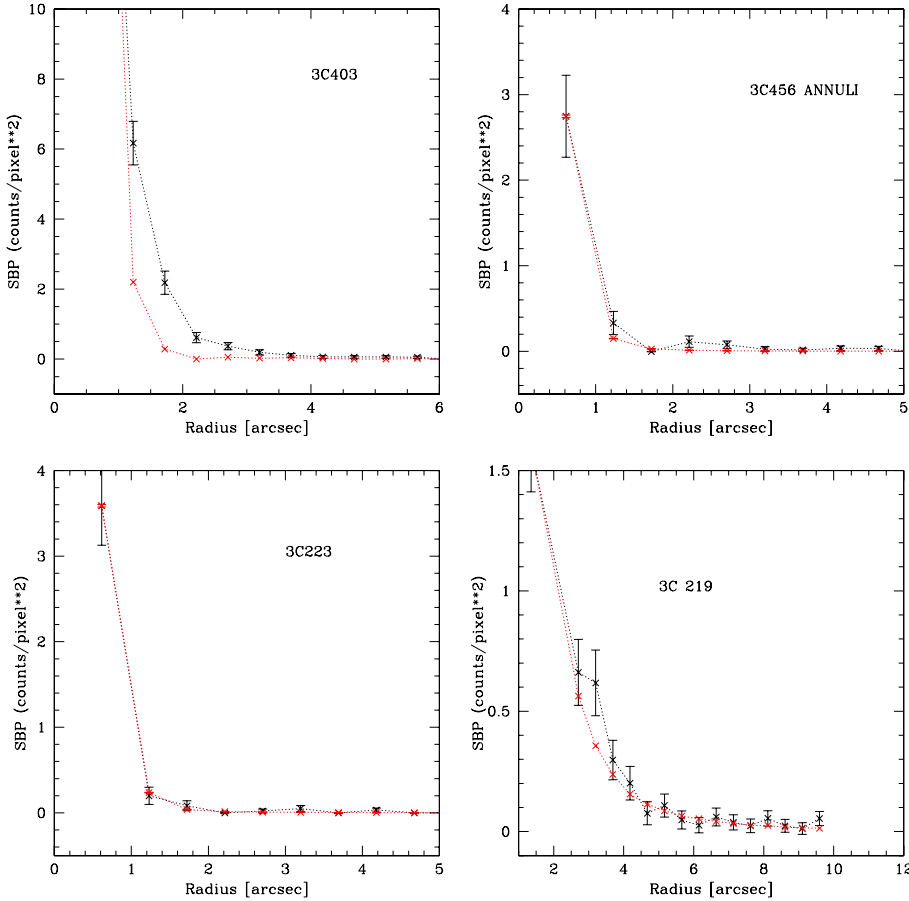 10
8
6
4
2
0
SBP (counts/pixel**2)
3C403
0 2 4 6
Radius [arcsec]
4
3
2
1
0
SBP (counts/pixel**2)
3C456 ANNULI
0 1 2 3 4 5
Radius [arcsec]
4
3
2
1
0
SBP (counts/pixel**2)
3C223
0 1 2 3 4 5
Radius [arcsec]
1.5
1
0.5
0
SBP (counts/pixel**2)
3C 219
2 4 6 8 10 12
Radius [arcsec]